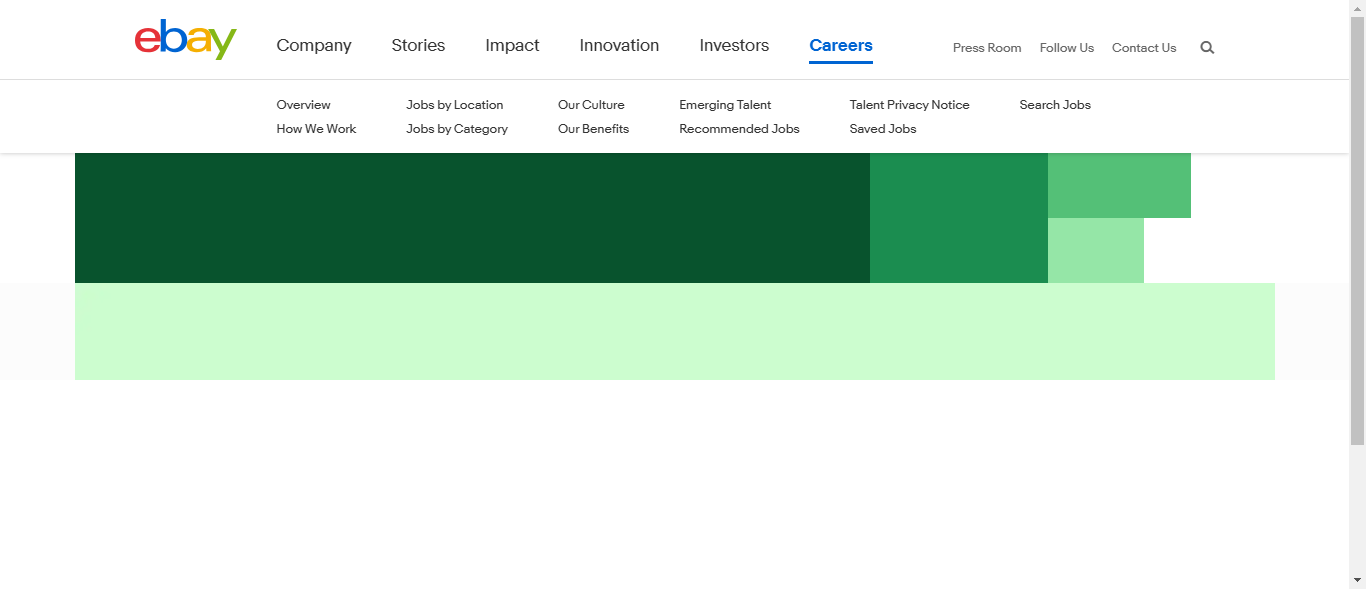 ebay Company Stories Impact Innovation Investors Careers Press Room Follow Us Contact Us
Overview Jobs by Location Our Culture Emerging Talent Talent Privacy Notice Search Jobs
How We Work Jobs by Category Our Benefits Recommended Jobs Saved Jobs